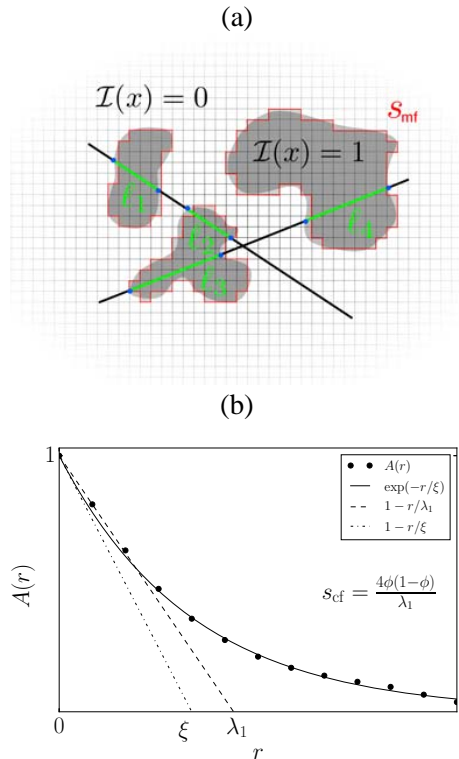 (a)
𝓘(x) = 0
s_mf
𝓘(x) = 1
ℓ₁
ℓ₂
ℓ₄
ℓ₃
(b)
1
A(r)
exp(−r/ξ)
1 − r/λ₁
1 − r/ξ
A(r)
s_cf = 4ϕ(1−ϕ)/λ₁
0
ξ
λ₁
r